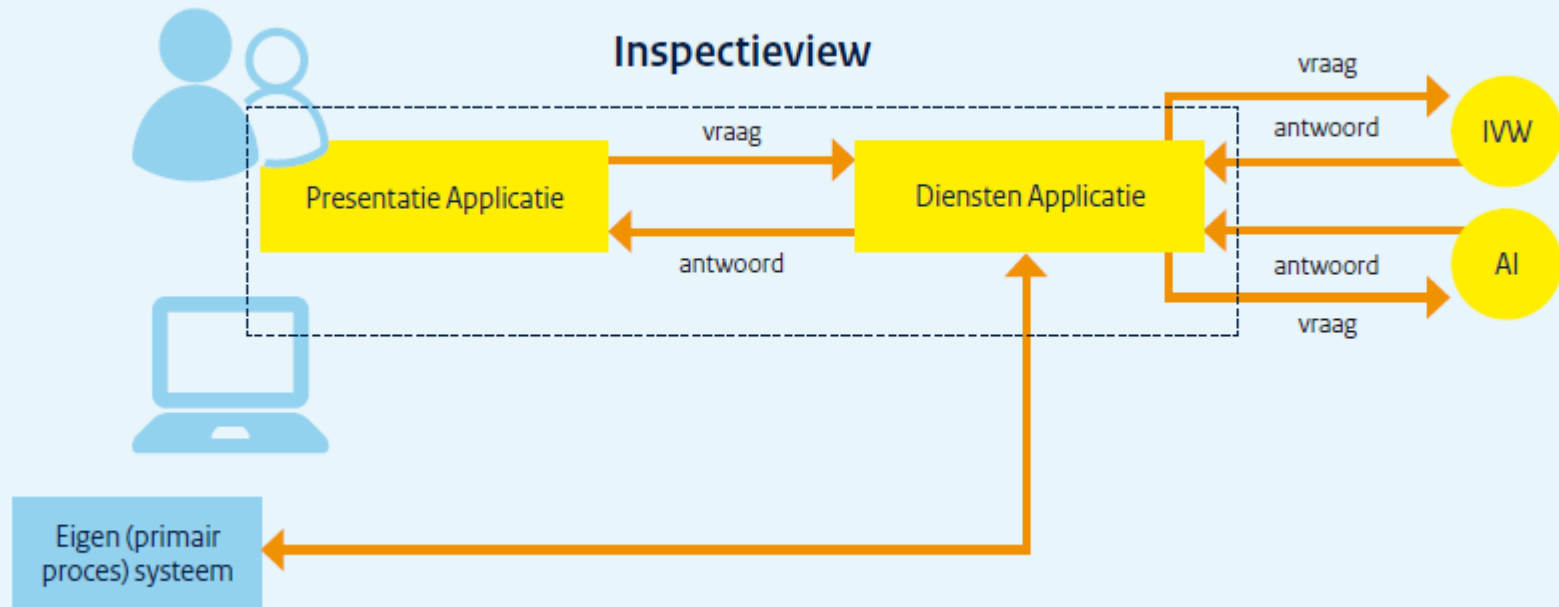 Inspectieview
vraag
vraag
antwoord
IVW
Presentatie Applicatie
Diensten Applicatie
antwoord
antwoord
AI
vraag
Eigen (primair
proces) systeem